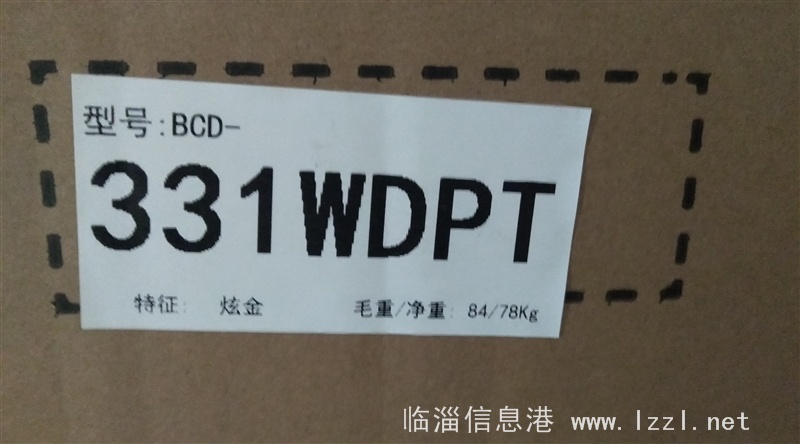 型号:BCD-
331WDPT
特征: 炫金 毛重/净重: 84/78Kg
临淄信息港 www.lzzl.net